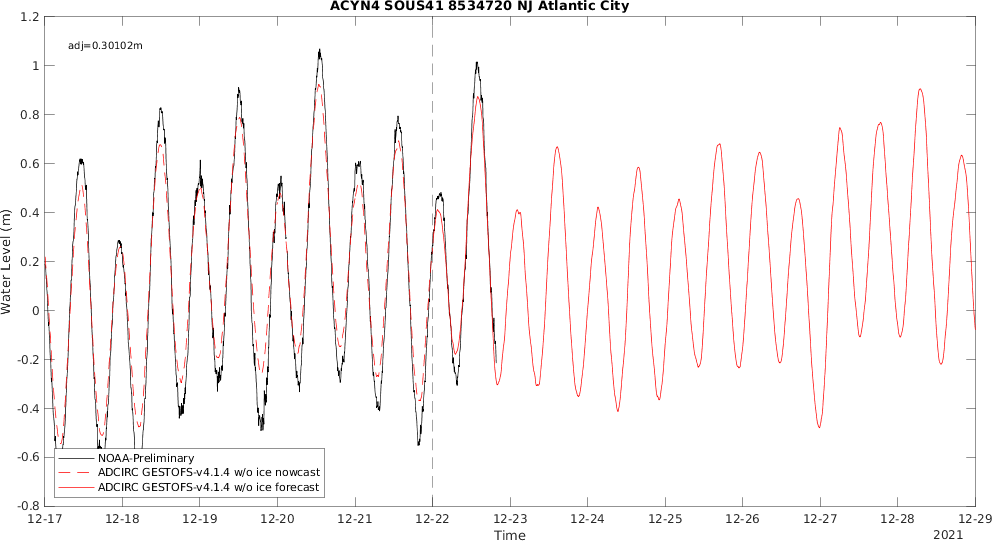 ACYN4 SOUS41 8534720 NJ Atlantic City
adj=0.30102m
1.2
1
0.8
0.6
0.4
0.2
0
-0.2
-0.4
-0.6
-0.8
Water Level (m)
NOAA-Preliminary
ADCIRC GESTOFS-v4.1.4 w/o ice nowcast
ADCIRC GESTOFS-v4.1.4 w/o ice forecast
12-17 12-18 12-19 12-20 12-21 12-22 12-23 12-24 12-25 12-26 12-27 12-28 12-29
Time
2021